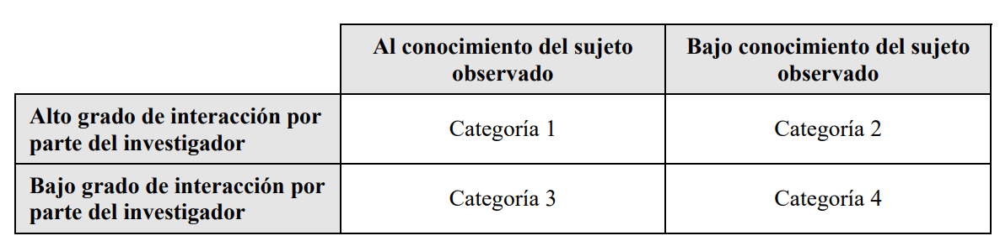 Al conocimiento del sujeto
observado
Bajo conocimiento del sujeto
observado
Alto grado de interacción por
parte del investigador
Categoría 1
Categoría 2
Bajo grado de interacción por
parte del investigador
Categoría 3
Categoría 4